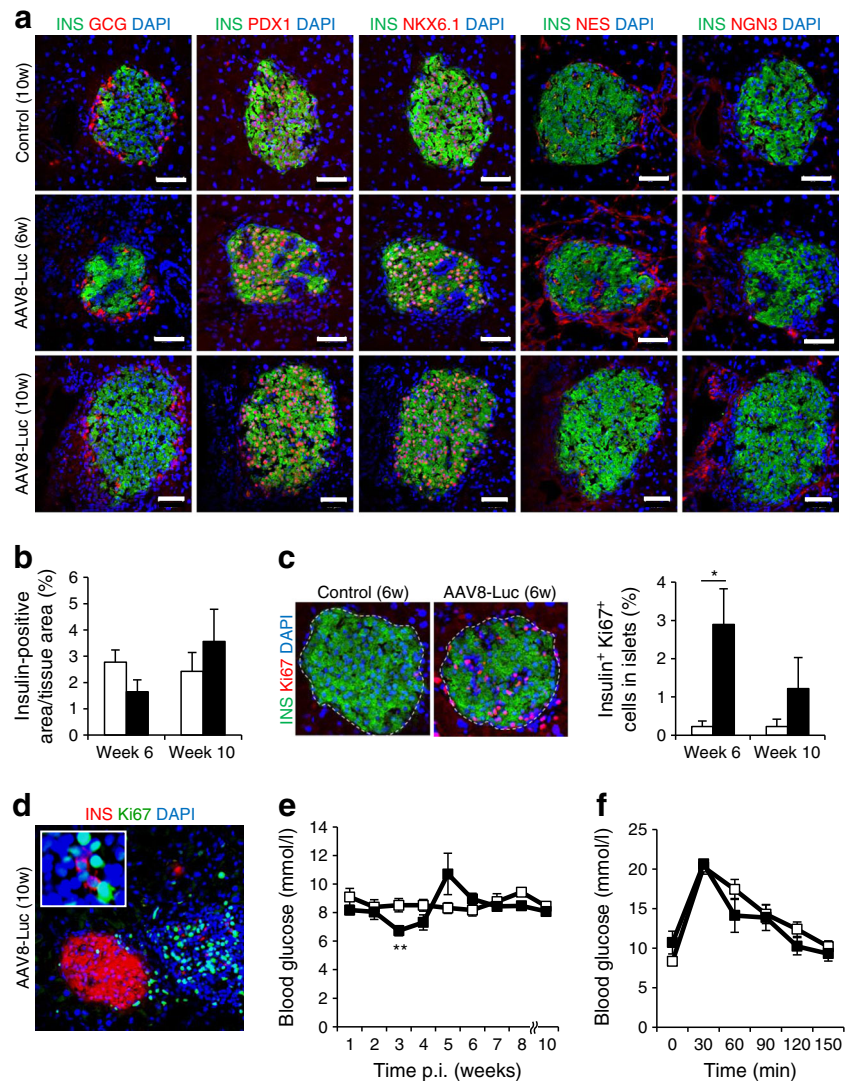 a
INS GCG DAPI
INS PDX1 DAPI
INS NKX6.1 DAPI
INS NES DAPI
INS NGN3 DAPI
Control (10w)
AAV8-Luc (6w)
AAV8-Luc (10w)
b
Insulin-positive
area/tissue area (%)
6
5
4
3
2
1
0
Week 6 Week 10
c
Control (6w)
AAV8-Luc (6w)
INS Ki67 DAPI
Insulin+ Ki67+
cells in islets (%)
4
3
2
1
0
*
Week 6 Week 10
d
INS Ki67 DAPI
AAV8-Luc (10w)
e
Blood glucose (mmol/l)
14
12
10
8
6
4
2
0
**
1 2 3 4 5 6 7 8 10
Time p.i. (weeks)
f
Blood glucose (mmol/l)
25
20
15
10
5
0
0 30 60 90 120 150
Time (min)